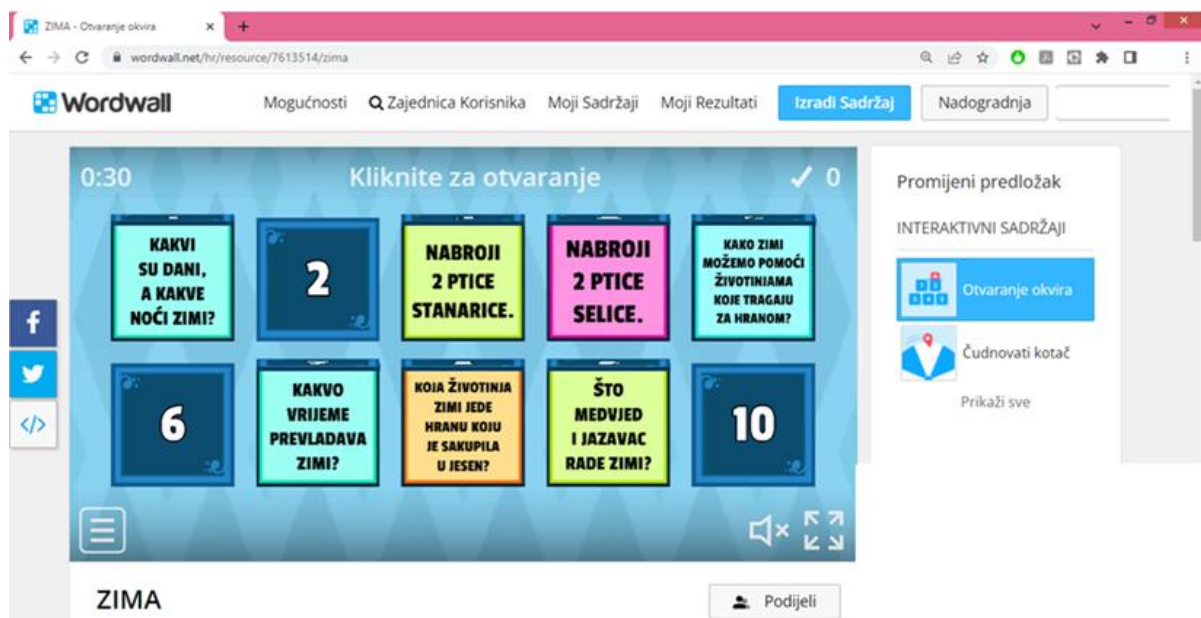 ZIMA - Otvaranje okvira
wordwall.net/hr/resource/7613514/zima
Wordwall
Mogućnosti
Zajednica Korisnika
Moji Sadržaji
Moji Rezultati
Izradi Sadržaj
Nadogradnja
0:30
Kliknite za otvaranje
0
KAKVI
SU DANI,
A KAKVE
NOĆI ZIMI?
2
NABROJI
2 PTICE
STANARICE.
NABROJI
2 PTICE
SELICE.
KAKO ZIMI
MOŽEMO POMOĆI
ŽIVOTINJAMA
KOJE TRAGAJU
ZA HRANOM?
6
KAKVO
VRIJEME
PREVLADAVA
ZIMI?
KOJA ŽIVOTINJA
ZIMI JEDE
HRANU KOJU
JE SAKUPILA
U JESEN?
ŠTO
MEDVJED
I JAZAVAC
RADE ZIMI?
10
Promijeni predložak
INTERAKTIVNI SADRŽAJI
Otvaranje okvira
Čudnovati kotač
Prikaži sve
f
</>
ZIMA
Podijeli